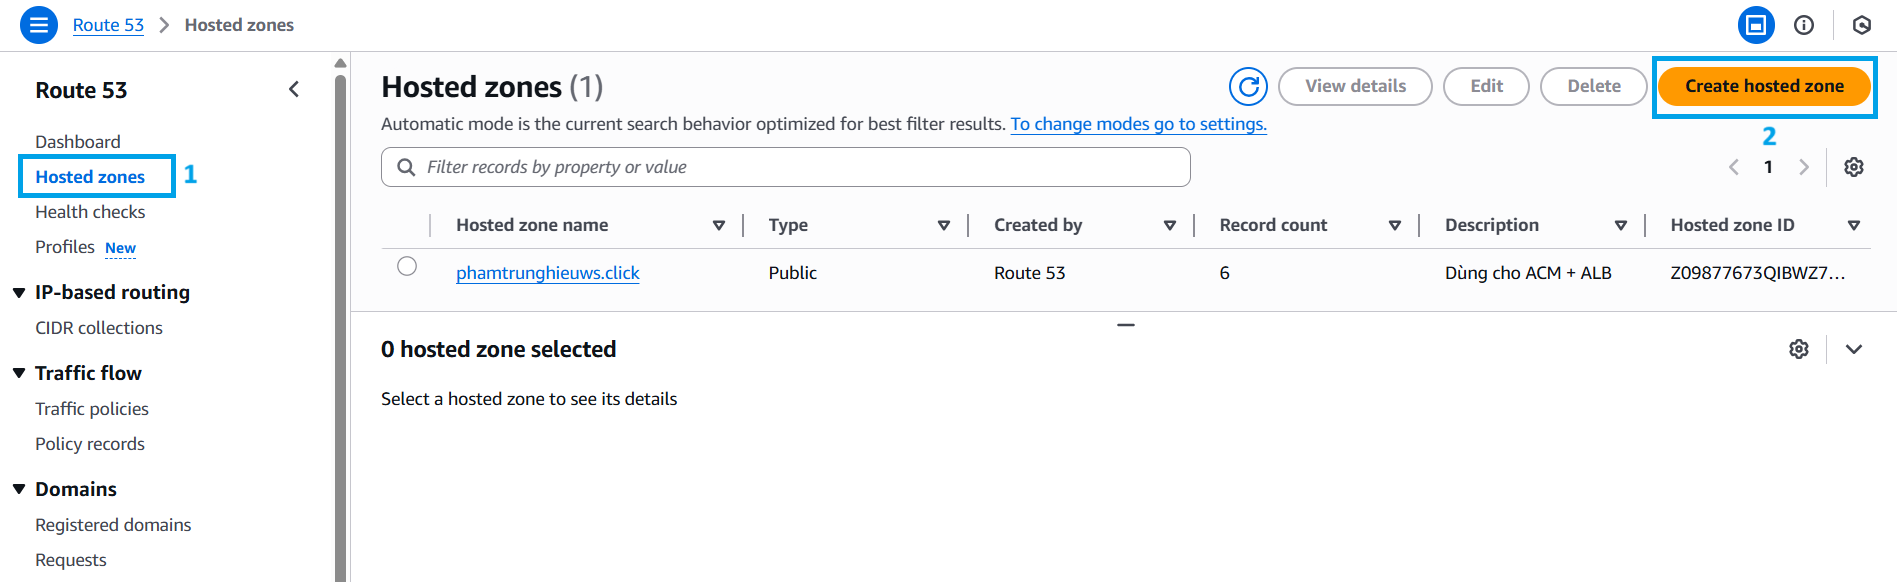 Route 53 > Hosted zones
Route 53
Dashboard
Hosted zones 1
Health checks
Profiles New
IP-based routing
CIDR collections
Traffic flow
Traffic policies
Policy records
Domains
Registered domains
Requests
Hosted zones (1)
View details
Edit
Delete
Create hosted zone
2
Automatic mode is the current search behavior optimized for best filter results. To change modes go to settings.
Filter records by property or value
1
Hosted zone name Type Created by Record count Description Hosted zone ID
phamtrunghieuws.click Public Route 53 6 Dùng cho ACM + ALB Z09877673QIBWZ7...
0 hosted zone selected
Select a hosted zone to see its details